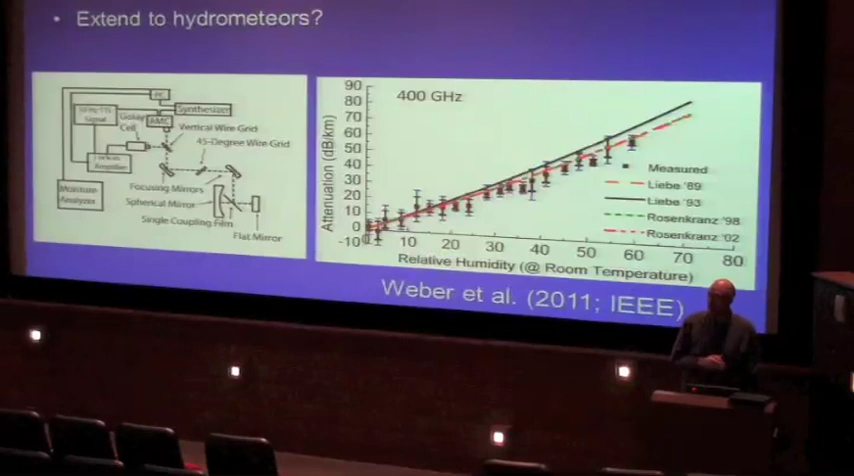 • Extend to hydrometeors?
PC
Synthesizer
Signal
Golay
Cell
AMC
Vertical Wire Grid
45-Degree Wire Grid
Lock-in
Amplifier
Moisture
Analyzer
Focusing Mirrors
Spherical Mirror
Single Coupling Film
Flat Mirror
400 GHz
Attenuation (dB/km)
90
80
70
60
50
40
30
20
10
0
-10
0
10
20
30
40
50
60
70
80
Measured
Liebe '89
Liebe '93
Rosenkranz '98
Rosenkranz '02
Relative Humidity (@ Room Temperature)
Weber et al. (2011; IEEE)